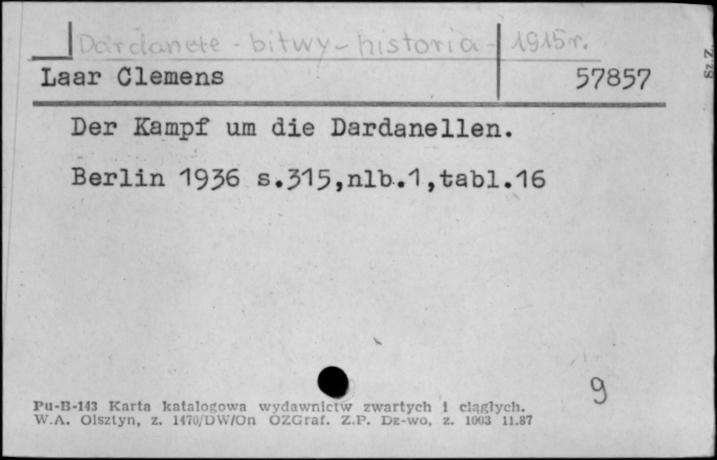 Dardanele - bitwy - historia - 1915 r.
Laar Clemens 57857
Der Kampf um die Dardanellen.
Berlin 1936 s.315,nlb.1,tabl.16
9
Pu-B-143 Karta katalogowa wydawnictw zwartych i ciągłych.
W.A. Olsztyn, z. 1470/DW/On OZGraf. Z.P. Dz-wo, z. 1003 11.87